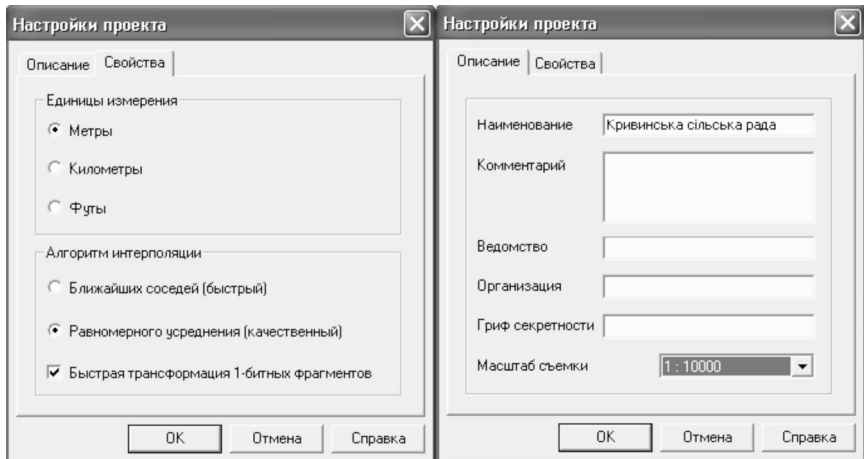 Настройки проекта
Описание Свойства
Единицы измерения
Метры
Километры
Футы
Алгоритм интерполяции
Ближайших соседей (быстрый)
Равномерного усреднения (качественный)
Быстрая трансформация 1-битных фрагментов
OK Отмена Справка
Настройки проекта
Описание Свойства
Наименование Кривинська сільська рада
Комментарий
Ведомство
Организация
Гриф секретности
Масштаб съемки 1 : 10000
OK Отмена Справка